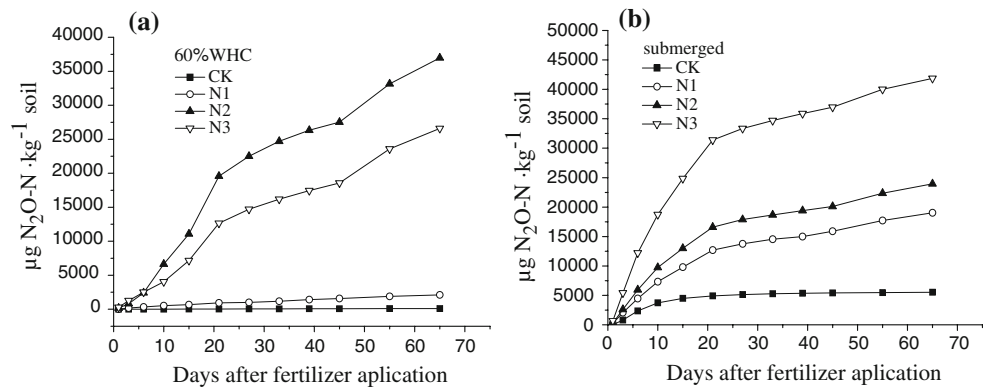 (a)
60%WHC
CK
N1
N2
N3
µg N₂O-N ·kg⁻¹ soil
40000
35000
30000
25000
20000
15000
10000
5000
0
0 10 20 30 40 50 60 70
Days after fertilizer aplication
(b)
submerged
CK
N1
N2
N3
µg N₂O-N ·kg⁻¹ soil
50000
45000
40000
35000
30000
25000
20000
15000
10000
5000
0
0 10 20 30 40 50 60 70
Days after fertilizer aplication